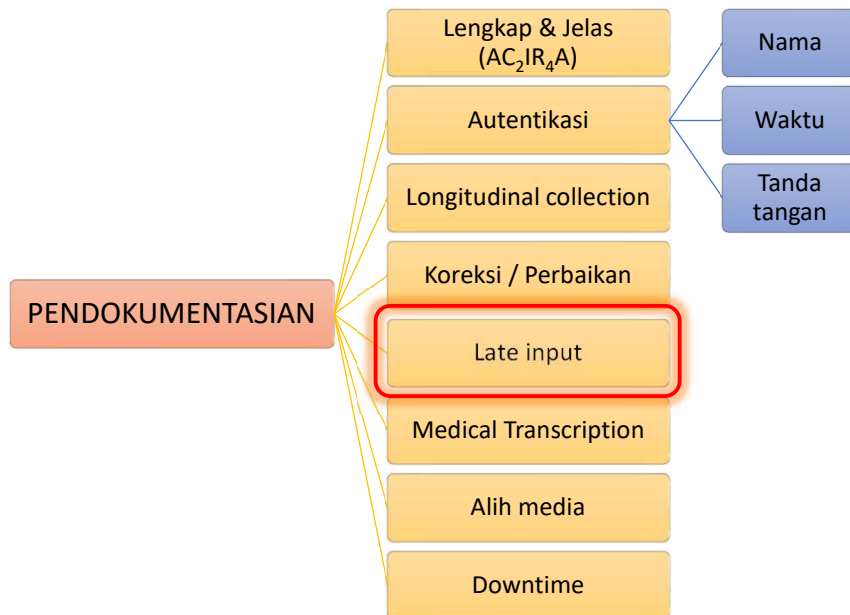 PENDOKUMENTASIAN
Lengkap & Jelas
(AC₂IR₄A)
Autentikasi
Longitudinal collection
Koreksi / Perbaikan
Late input
Medical Transcription
Alih media
Downtime
Nama
Waktu
Tanda
tangan